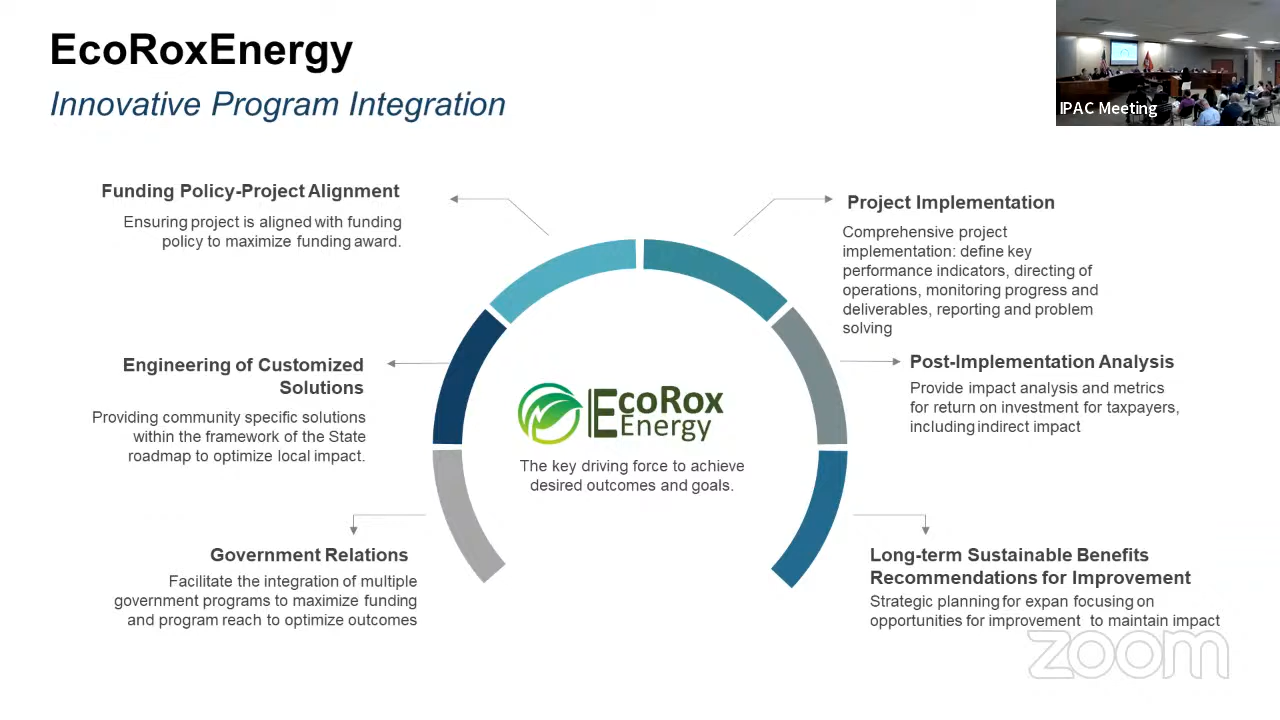 EcoRoxEnergy
Innovative Program Integration
IPAC Meeting
Funding Policy-Project Alignment
Ensuring project is aligned with funding
policy to maximize funding award.
Engineering of Customized
Solutions
Providing community specific solutions
within the framework of the State
roadmap to optimize local impact.
Government Relations
Facilitate the integration of multiple
government programs to maximize funding
and program reach to optimize outcomes
EcoRox
Energy
The key driving force to achieve
desired outcomes and goals.
Project Implementation
Comprehensive project
implementation: define key
performance indicators, directing of
operations, monitoring progress and
deliverables, reporting and problem
solving
Post-Implementation Analysis
Provide impact analysis and metrics
for return on investment for taxpayers,
including indirect impact
Long-term Sustainable Benefits
Recommendations for Improvement
Strategic planning for expan focusing on
opportunities for improvement to maintain impact
zoom